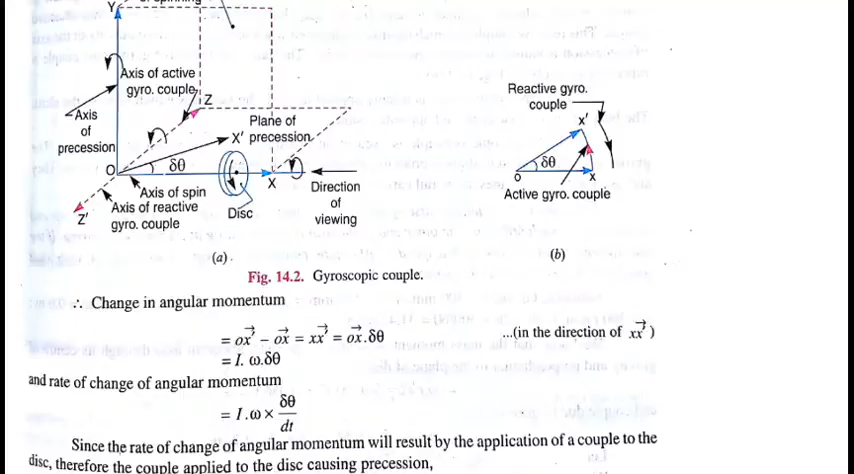 Y
Axis of active
gyro. couple
Z
Axis
of
precession
Plane of
precession
X'
δθ
O
X
Axis of spin
Axis of reactive
gyro. couple
Z'
Disc
Direction
of
viewing
Reactive gyro.
couple
x'
δθ
o
x
Active gyro. couple
(a)
(b)
Fig. 14.2. Gyroscopic couple.
∴ Change in angular momentum
= ox' – ox = xx' = ox.δθ ...(in the direction of xx')
= I. ω.δθ
and rate of change of angular momentum
= I.ω × δθ/dt
Since the rate of change of angular momentum will result by the application of a couple to the
disc, therefore the couple applied to the disc causing precession,